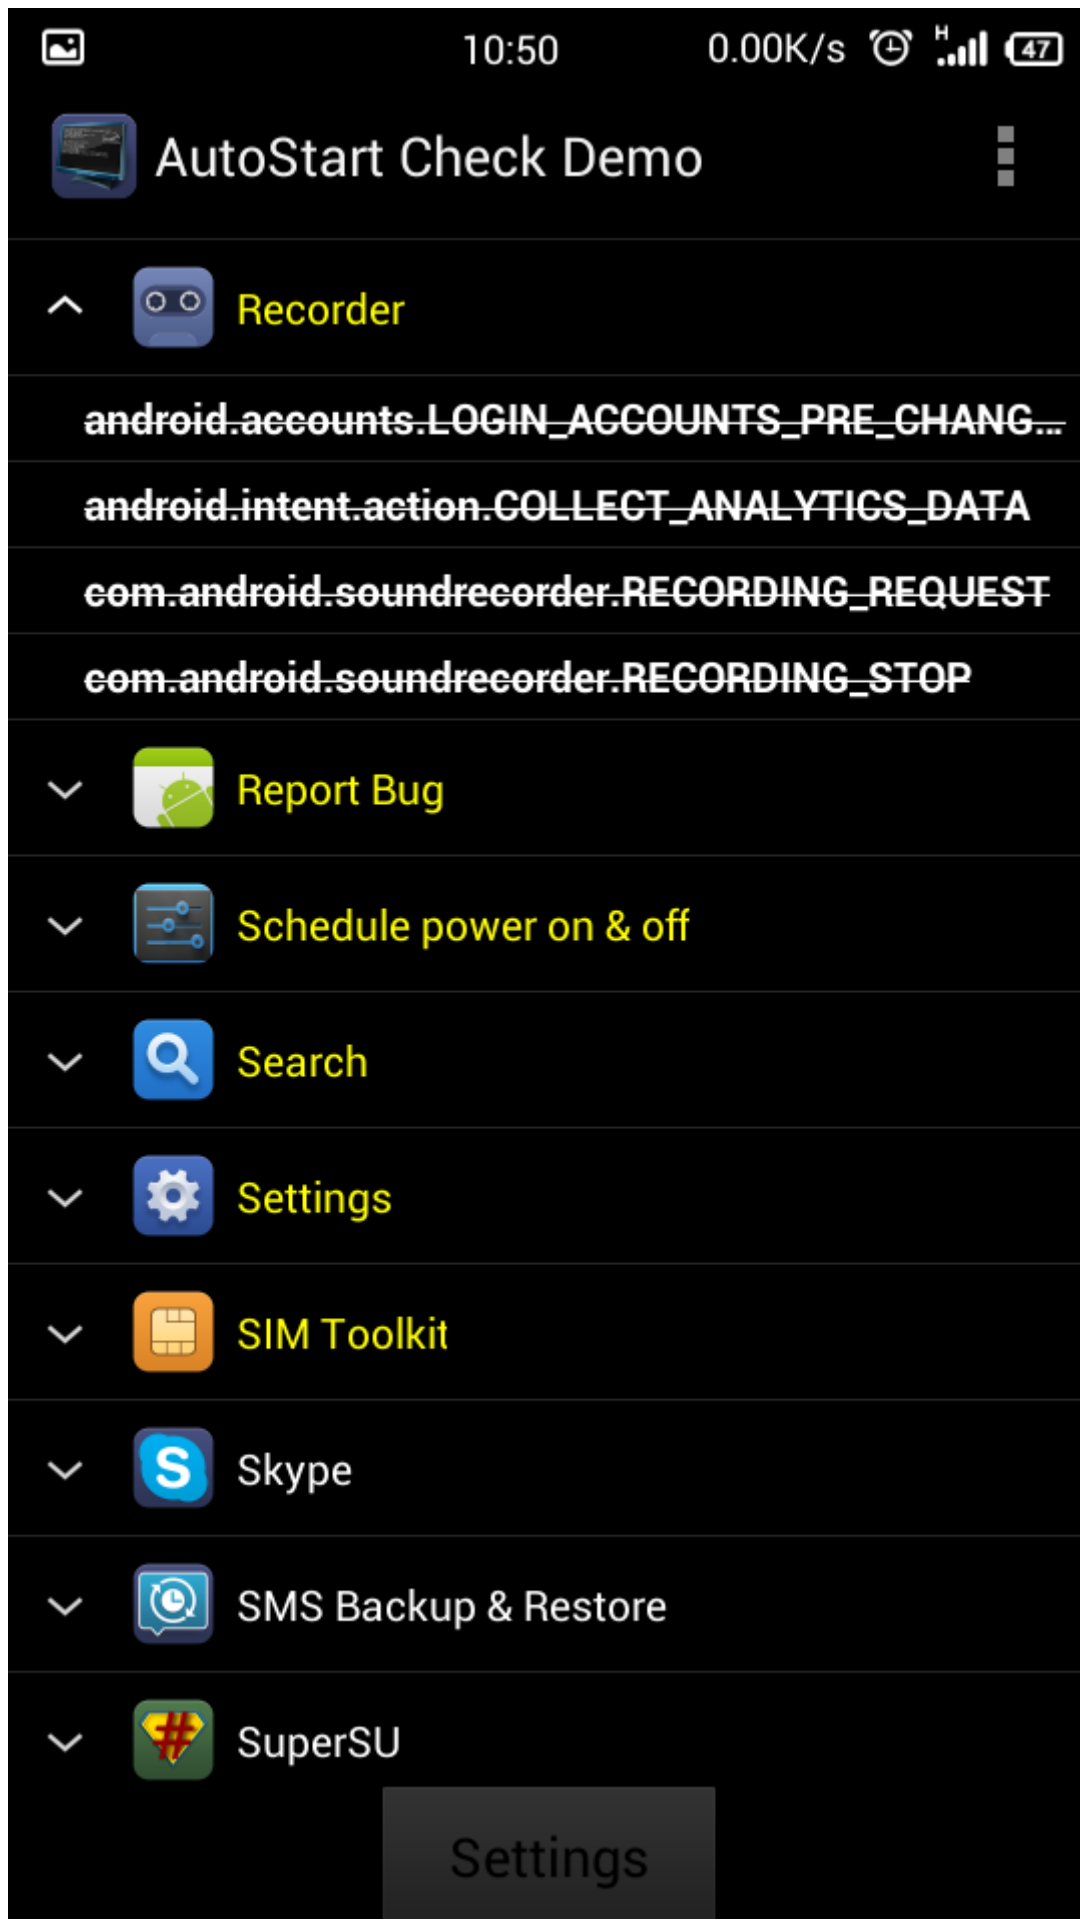 10:50 0.00K/s H 47
AutoStart Check Demo
Recorder
android.accounts.LOGIN_ACCOUNTS_PRE_CHANG...
android.intent.action.COLLECT_ANALYTICS_DATA
com.android.soundrecorder.RECORDING_REQUEST
com.android.soundrecorder.RECORDING_STOP
Report Bug
Schedule power on & off
Search
Settings
SIM Toolkit
S Skype
SMS Backup & Restore
# SuperSU
Settings